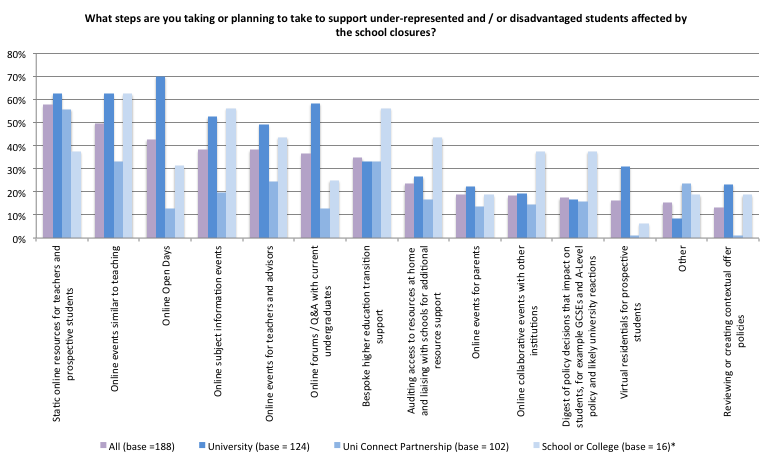 What steps are you taking or planning to take to support under-represented and / or disadvantaged students affected by
the school closures?
80%
70%
60%
50%
40%
30%
20%
10%
0%
Static online resources for teachers and
prospective students
Online events similar to teaching
Online Open Days
Online subject information events
Online events for teachers and advisors
Online forums / Q&A with current
undergraduates
Bespoke higher education transition
support
Auditing access to resources at home
and liaising with schools for additional
resource support
Online events for parents
Online collaborative events with other
institutions
Digest of policy decisions that impact on
students, for example GCSEs and A-Level
policy and likely university reactions
Virtual residentials for prospective
students
Other
Reviewing or creating contextual offer
policies
All (base =188)
University (base = 124)
Uni Connect Partnership (base = 102)
School or College (base = 16)*